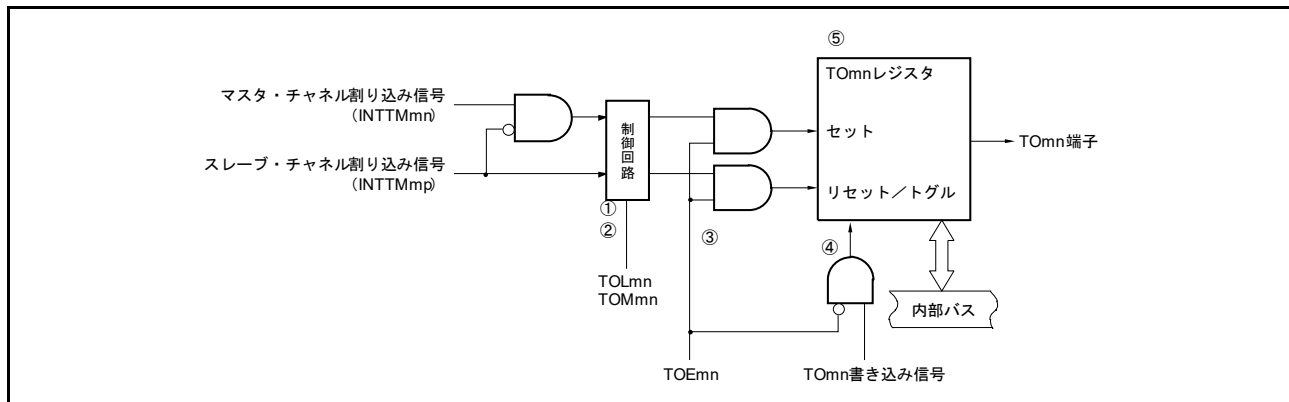 ⑤
TOmnレジスタ
マスタ・チャネル割り込み信号
(INTTMmn)
制御回路
セット
TOmn端子
スレーブ・チャネル割り込み信号
(INTTMmp)
リセット／トグル
①
②
③
④
TOLmn
TOMmn
内部バス
TOEmn
TOmn書き込み信号